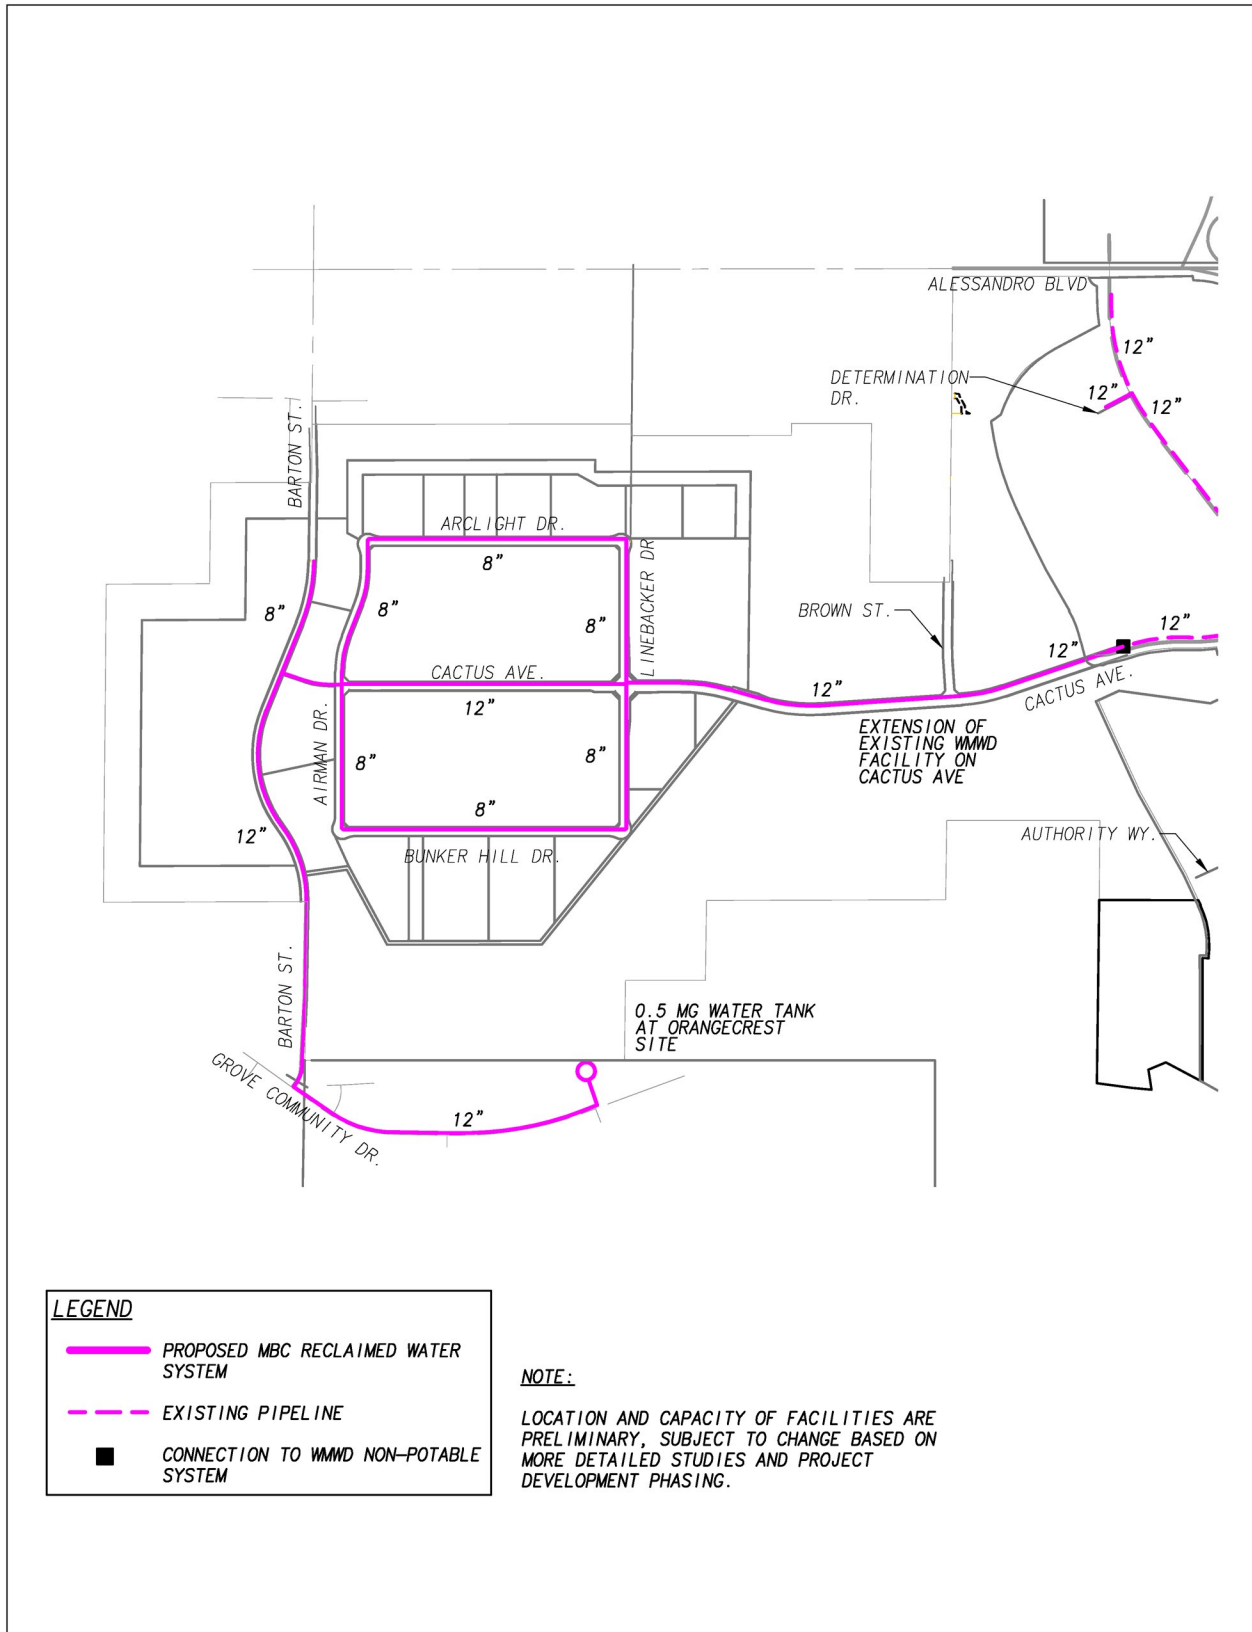 ALESSANDRO BLVD
12”
DETERMINATION
DR.
12”
12”
BARTON ST.
ARCLIGHT DR.
8”
LINEBACKER DR
8”
8”
8”
BROWN ST.
12”
12”
CACTUS AVE.
12”
12”
CACTUS AVE.
AIRMAN DR.
8”
8”
8”
EXTENSION OF
EXISTING WMWD
FACILITY ON
CACTUS AVE
12”
BUNKER HILL DR.
AUTHORITY WY.
BARTON ST.
0.5 MG WATER TANK
AT ORANGECREST
SITE
GROVE COMMUNITY DR.
12”
LEGEND
PROPOSED MBC RECLAIMED WATER
SYSTEM
EXISTING PIPELINE
CONNECTION TO WMWD NON-POTABLE
SYSTEM
NOTE:
LOCATION AND CAPACITY OF FACILITIES ARE
PRELIMINARY, SUBJECT TO CHANGE BASED ON
MORE DETAILED STUDIES AND PROJECT
DEVELOPMENT PHASING.